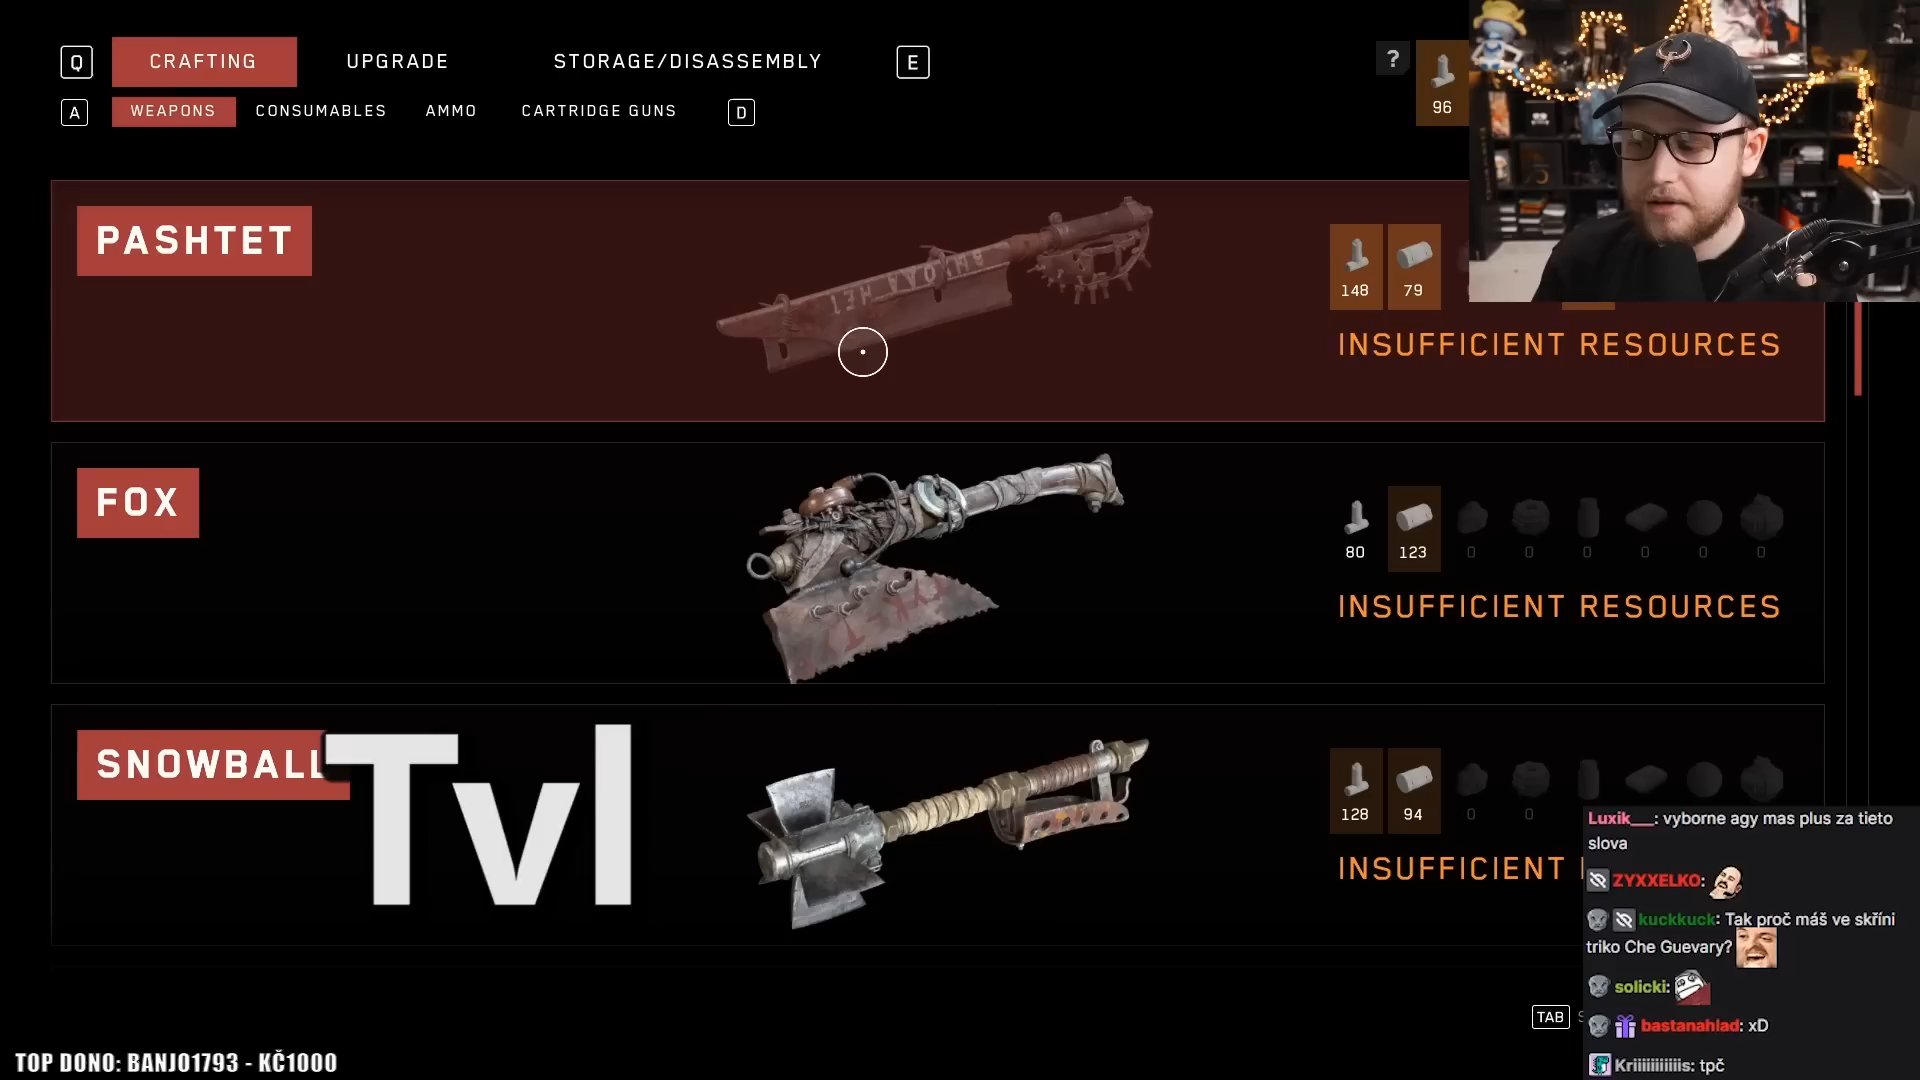 Q CRAFTING UPGRADE STORAGE/DISASSEMBLY E ?
96
A WEAPONS CONSUMABLES AMMO CARTRIDGE GUNS D
PASHTET
148 79
INSUFFICIENT RESOURCES
FOX
80 123 0 0 0 0 0 0
INSUFFICIENT RESOURCES
SNOWBALL
Tvl
128 94 0 0
INSUFFICIENT
Luxik___: vyborne agy mas plus za tieto
slova
ZYXXELKO:
kuckkuck: Tak proč máš ve skříni
triko Che Guevary?
solicki:
TAB
bastanahlad: xD
Kriiiiiiiiiiis: tpč
TOP DONO: BANJO1793 - KČ1000